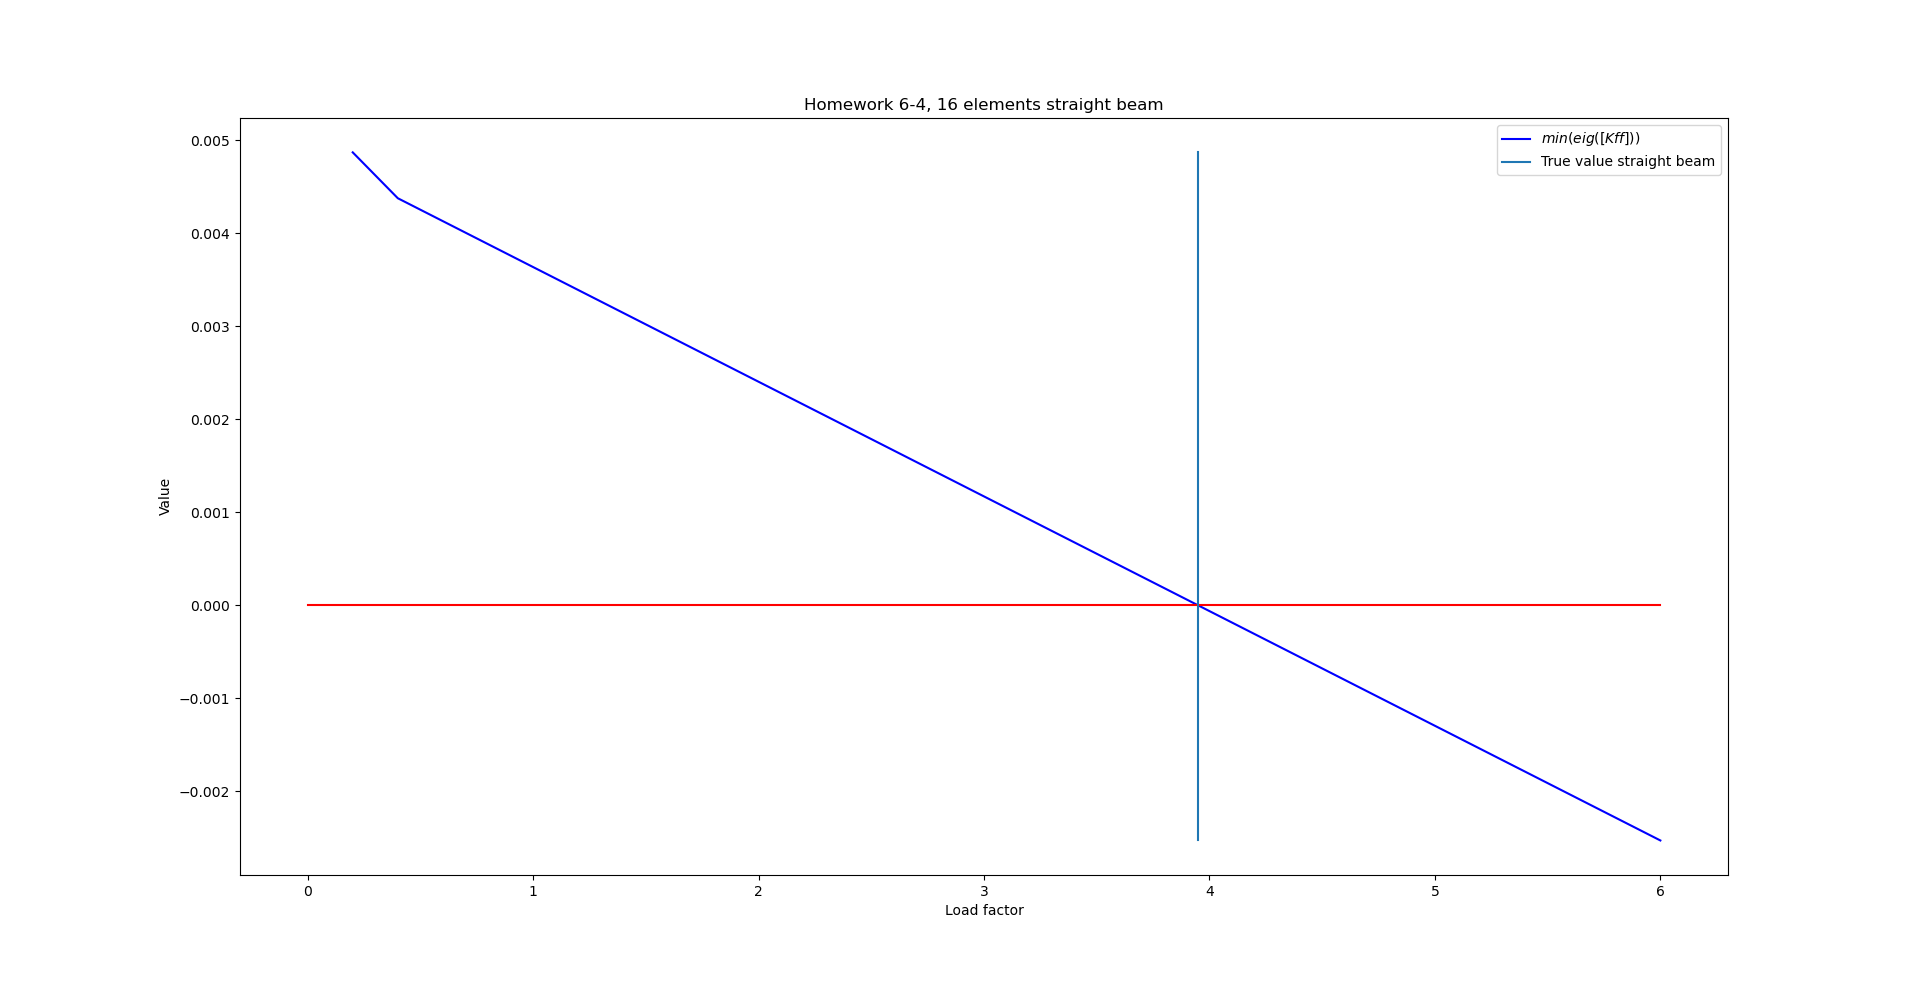 Homework 6-4, 16 elements straight beam
min(eig([Kff]))
True value straight beam
0.005
0.004
0.003
0.002
0.001
0.000
−0.001
−0.002
Value
0 1 2 3 4 5 6
Load factor